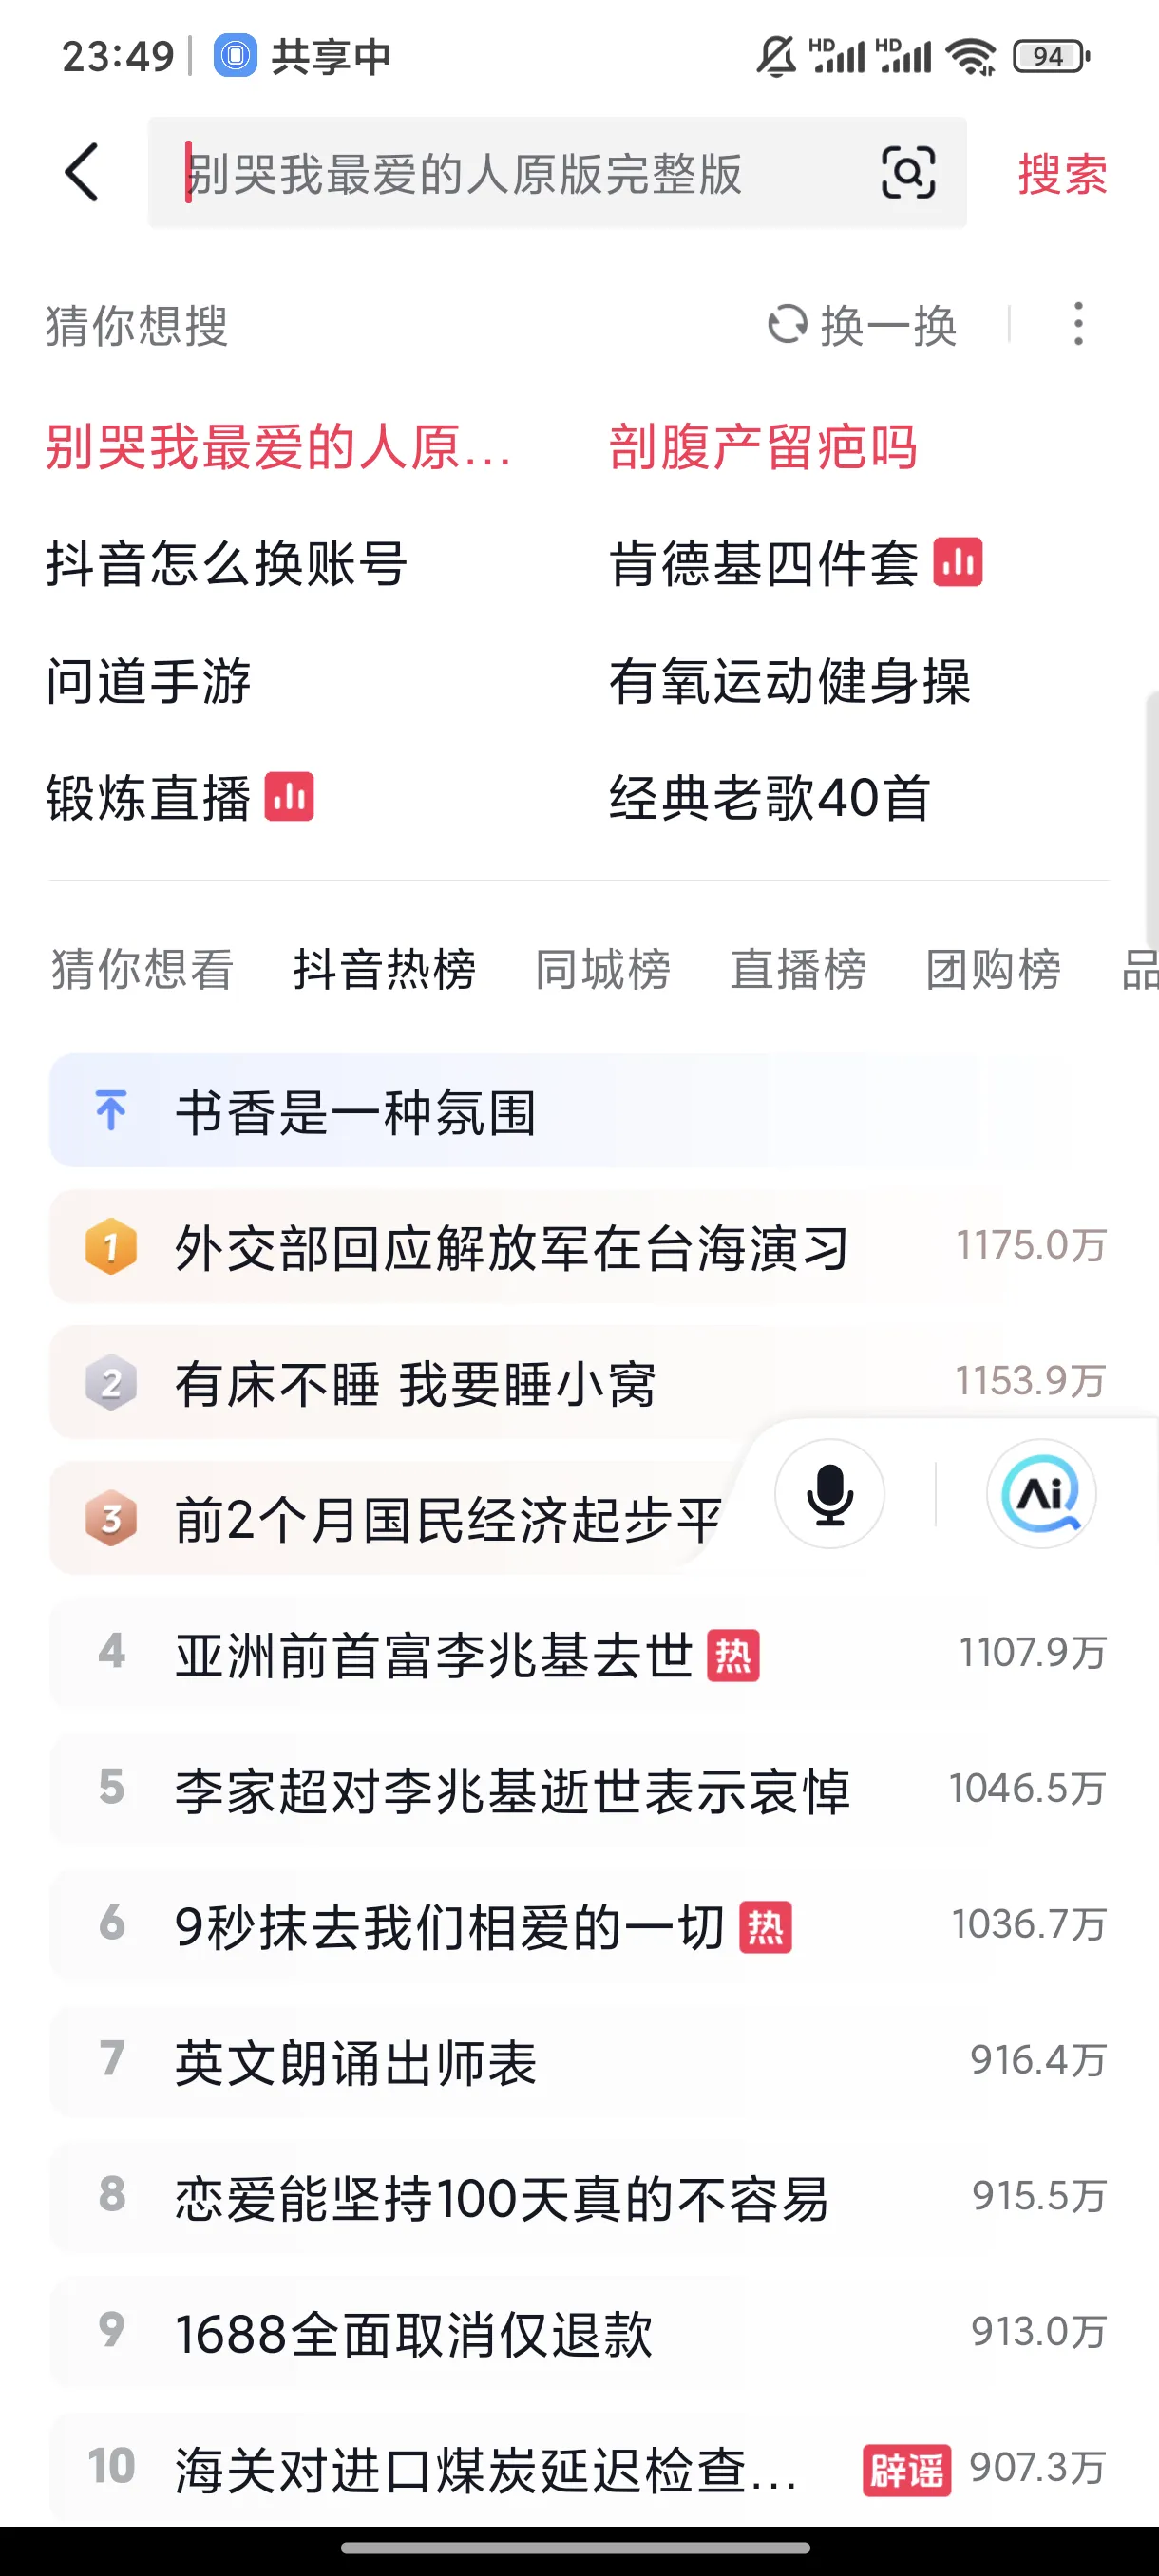 23:49 共享中 HD HD 94
别哭我最爱的人原版完整版 搜索
猜你想搜 换一换
别哭我最爱的人原... 剖腹产留疤吗
抖音怎么换账号 肯德基四件套
问道手游 有氧运动健身操
锻炼直播 经典老歌40首
猜你想看 抖音热榜 同城榜 直播榜 团购榜 品
书香是一种氛围
1 外交部回应解放军在台海演习 1175.0万
2 有床不睡 我要睡小窝 1153.9万
3 前2个月国民经济起步平
Ai
4 亚洲前首富李兆基去世 热 1107.9万
5 李家超对李兆基逝世表示哀悼 1046.5万
6 9秒抹去我们相爱的一切 热 1036.7万
7 英文朗诵出师表 916.4万
8 恋爱能坚持100天真的不容易 915.5万
9 1688全面取消仅退款 913.0万
10 海关对进口煤炭延迟检查... 辟谣 907.3万